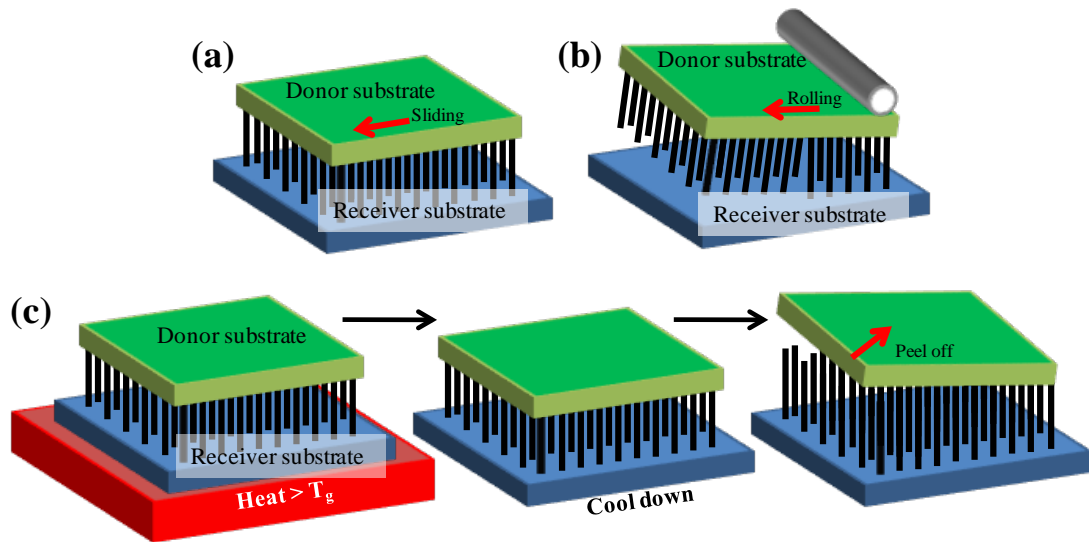 (a)
Donor substrate
Sliding
Receiver substrate
(b)
Donor substrate
Rolling
Receiver substrate
(c)
Donor substrate
Receiver substrate
Heat > Tg
Cool down
Peel off